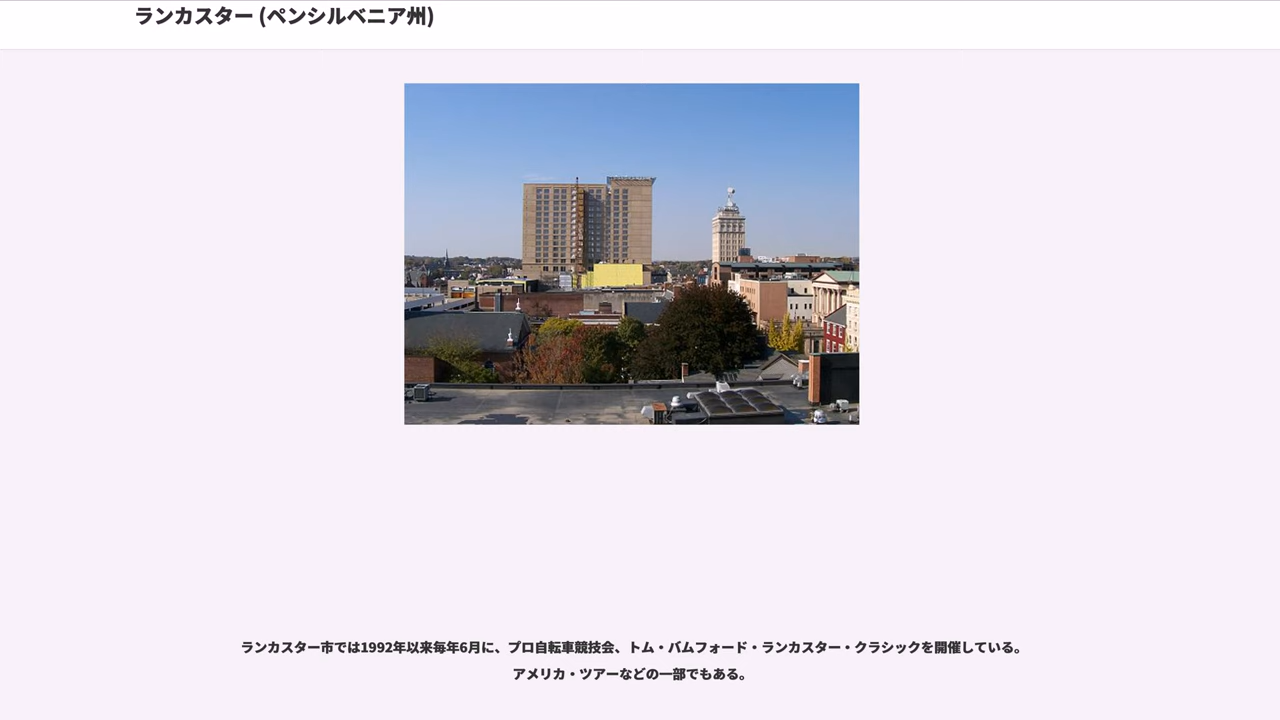 ランカスター (ペンシルベニア州)
ランカスター市では1992年以来毎年6月に、プロ自転車競技会、トム・バムフォード・ランカスター・クラシックを開催している。
アメリカ・ツアーなどの一部でもある。